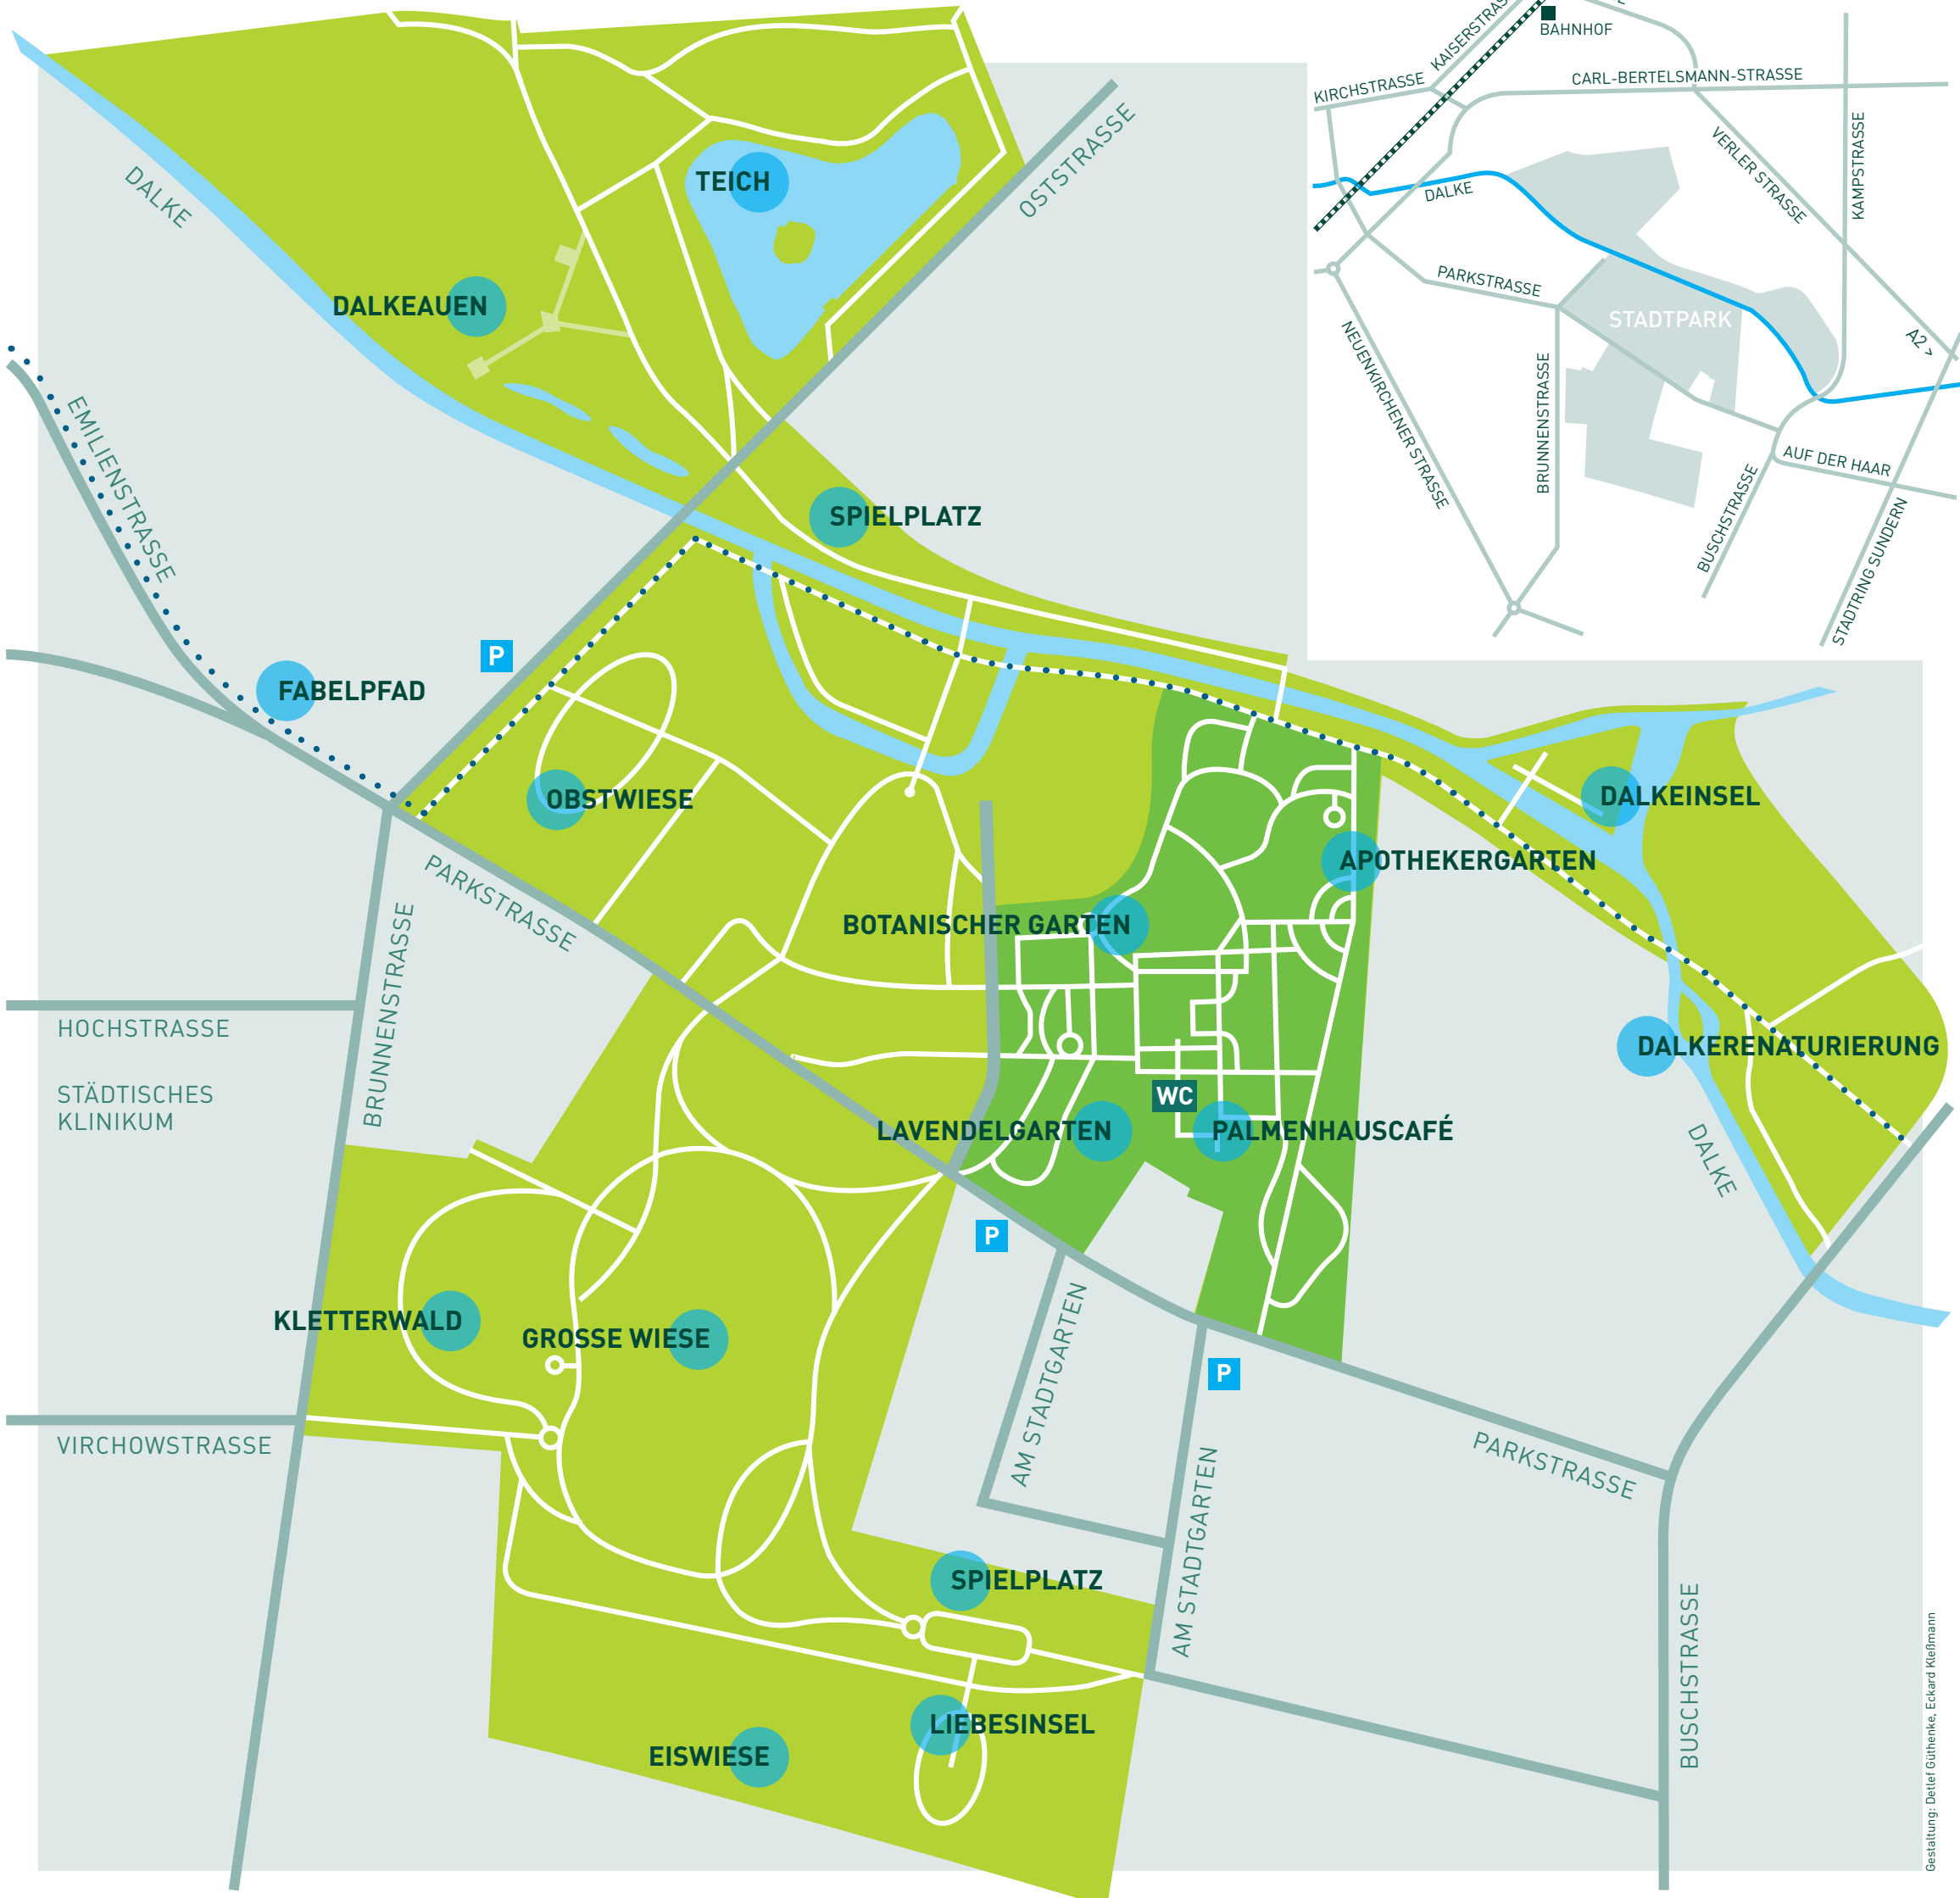 BAHNHOF
KAISERSTRAS
KIRCHSTRASSE
CARL-BERTELSMANN-STRASSE
VERLER STRASSE
KAMPSTRASSE
DALKE
PARKSTRASSE
STADTPARK
A2 >
NEUENKIRCHENER STRASSE
BRUNNENSTRASSE
AUF DER HAAR
BUSCHSTRASSE
STADTRING SUNDERN
DALKE
TEICH
OSTSTRASSE
DALKEAUEN
EMILIENSTRASSE
SPIELPLATZ
P
FABELPFAD
OBSTWIESE
DALKEINSEL
APOTHEKERGARTEN
BOTANISCHER GARTEN
PARKSTRASSE
BRUNNENSTRASSE
HOCHSTRASSE
STÄDTISCHES
KLINIKUM
DALKERENATURIERUNG
WC
LAVENDELGARTEN
PALMENHAUSCAFÉ
DALKE
P
KLETTERWALD
GROSSE WIESE
AM STADTGARTEN
P
VIRCHOWSTRASSE
PARKSTRASSE
AM STADTGARTEN
SPIELPLATZ
BUSCHSTRASSE
LIEBESINSEL
EISWIESE
Gestaltung: Detlef Güthenke, Eckard Kleßmann